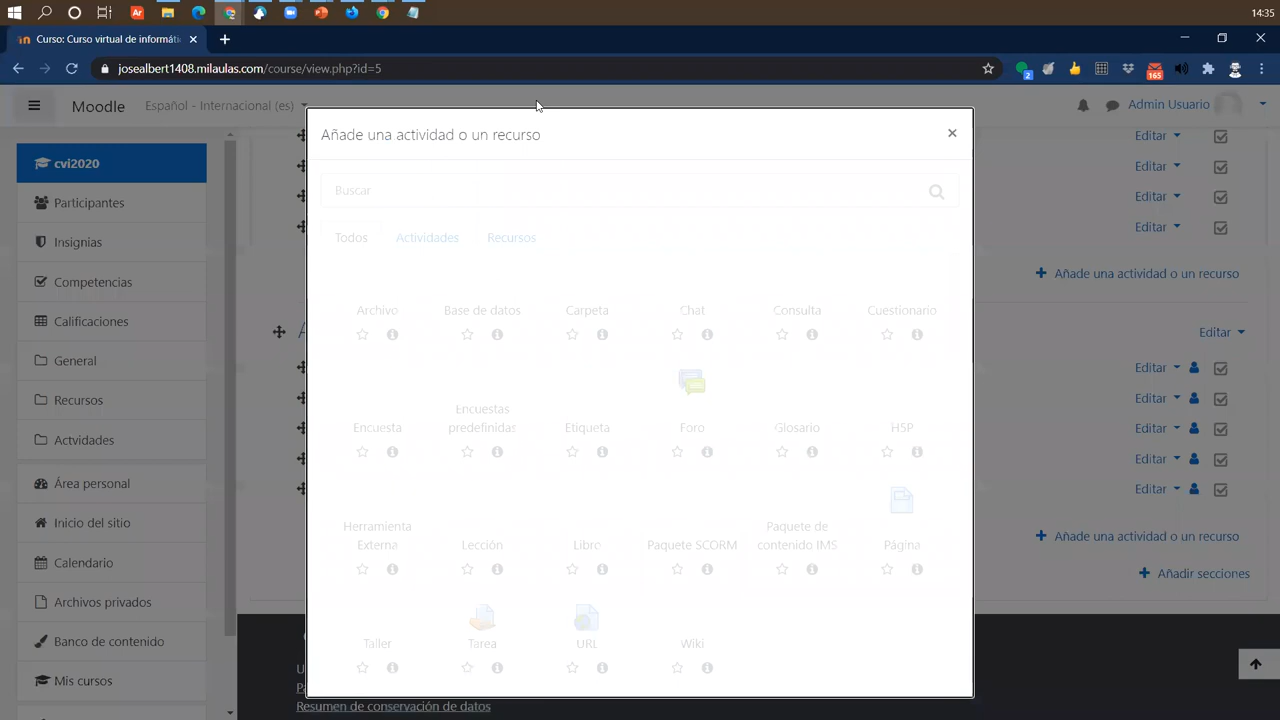 14:35
Curso: Curso virtual de informáti
josealbert1408.milaulas.com/course/view.php?id=5
2
165
Moodle
Español - Internacional (es)
Admin Usuario
cvi2020
Participantes
Insignias
Competencias
Calificaciones
General
Recursos
Actvidades
Área personal
Inicio del sitio
Calendario
Archivos privados
Banco de contenido
Mis cursos
Añade una actividad o un recurso
Buscar
Todos
Actividades
Recursos
Archivo
Base de datos
Carpeta
Chat
Consulta
Cuestionario
Encuesta
Encuestas
predefinidas
Etiqueta
Foro
Glosario
H5P
Herramienta
Externa
Lección
Libro
Paquete SCORM
Paquete de
contenido IMS
Página
Taller
Tarea
URL
Wiki
Editar
Editar
Editar
Editar
Añade una actividad o un recurso
Editar
Editar
Editar
Editar
Editar
Editar
Añade una actividad o un recurso
Añadir secciones
Resumen de conservación de datos